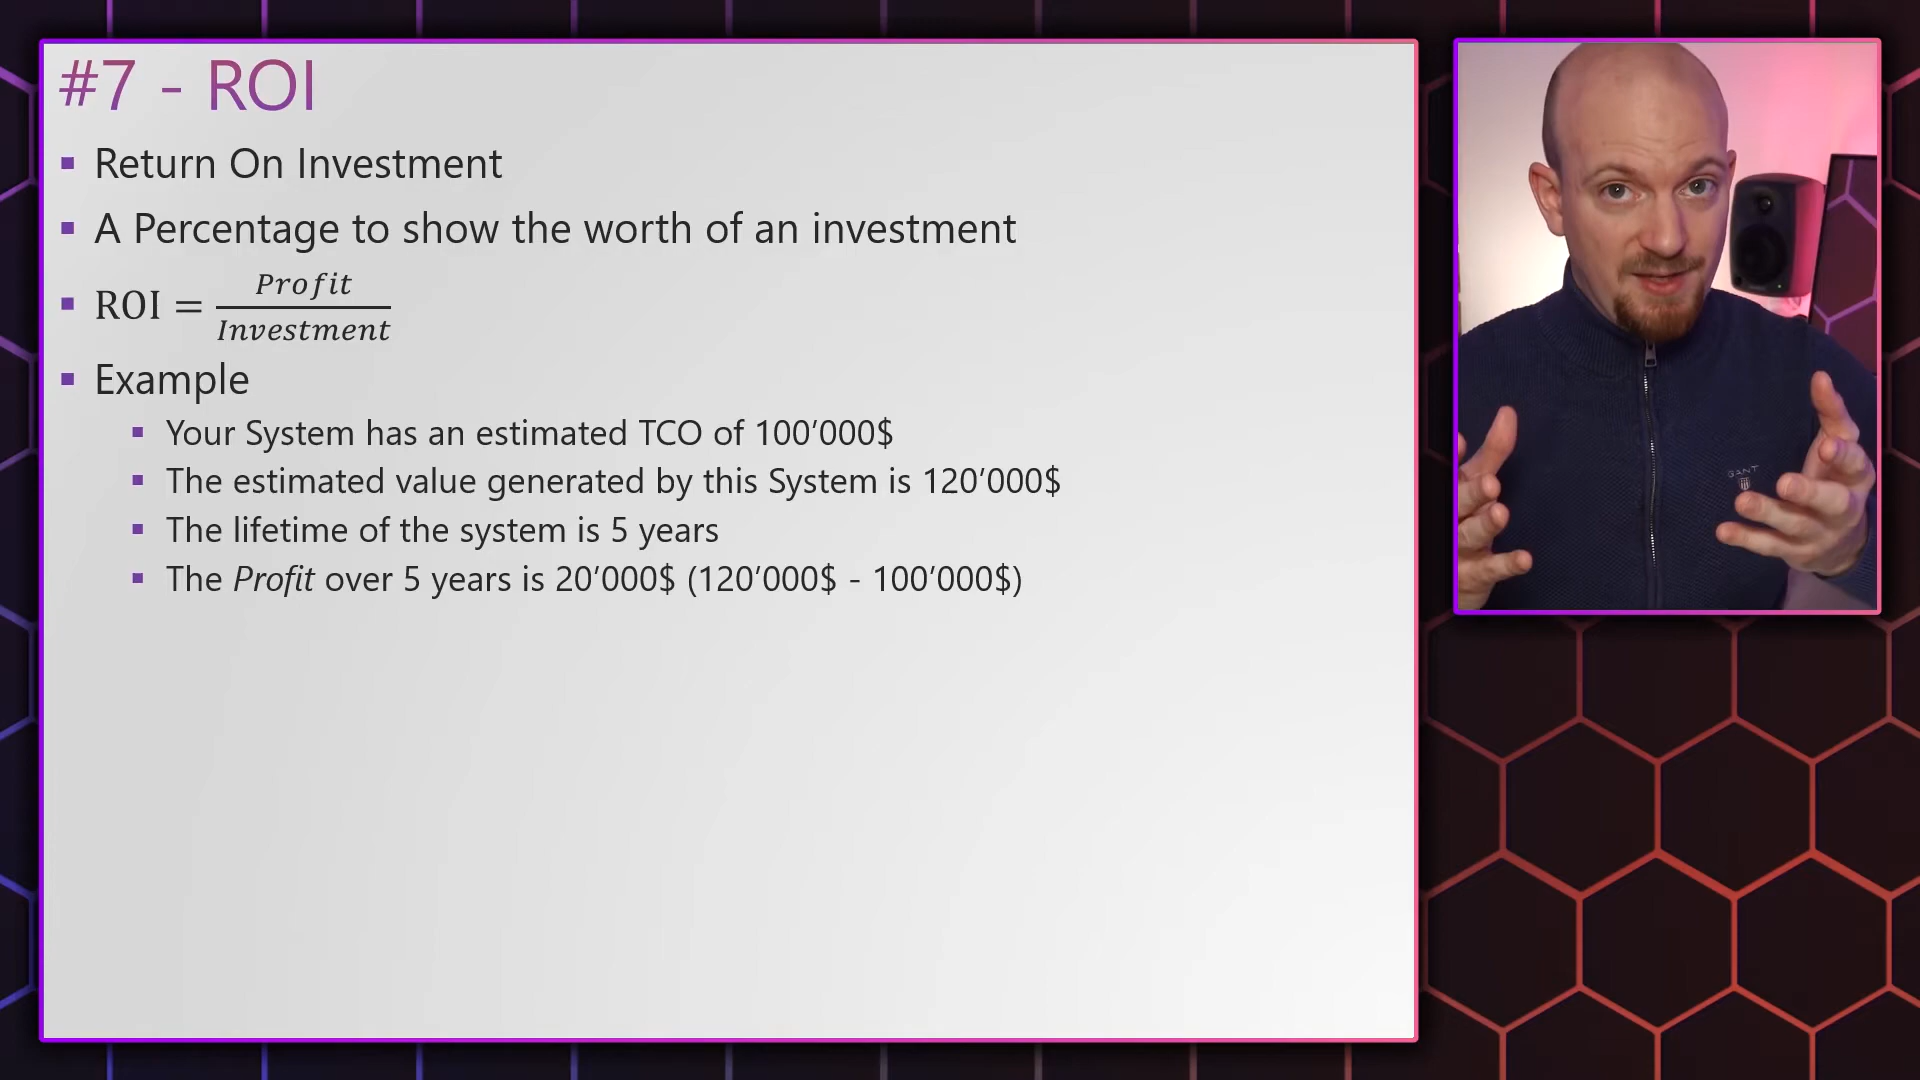 #7 - ROI
▪ Return On Investment
▪ A Percentage to show the worth of an investment
▪ ROI = Profit / Investment
▪ Example
▪ Your System has an estimated TCO of 100’000$
▪ The estimated value generated by this System is 120’000$
▪ The lifetime of the system is 5 years
▪ The Profit over 5 years is 20’000$ (120’000$ - 100’000$)
GANT